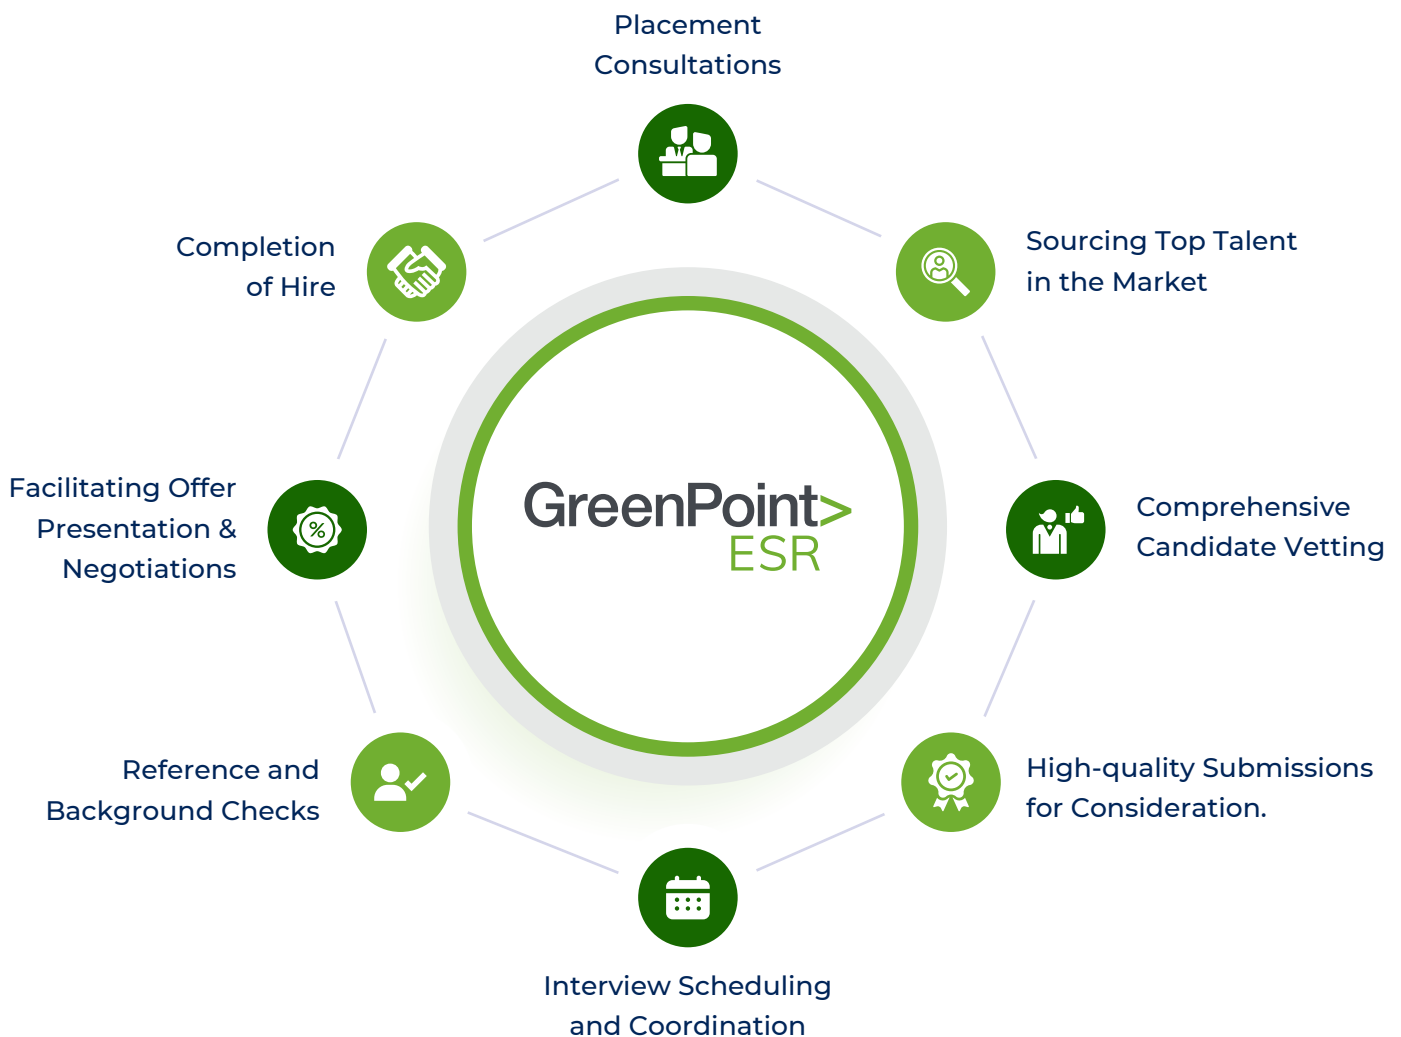 Placement
Consultations
Sourcing Top Talent
in the Market
Comprehensive
Candidate Vetting
High-quality Submissions
for Consideration.
Interview Scheduling
and Coordination
Reference and
Background Checks
Facilitating Offer
Presentation &
Negotiations
%
Completion
of Hire
GreenPoint>
ESR